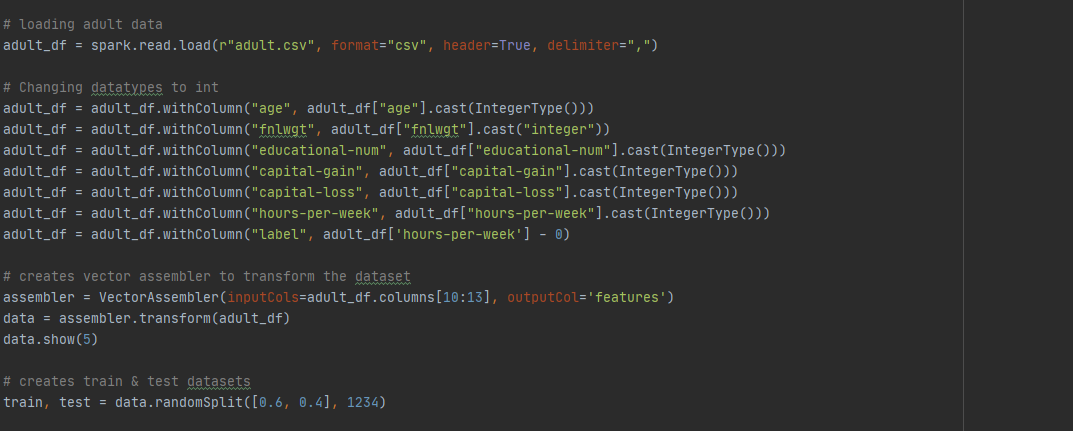 # loading adult data
adult_df = spark.read.load(r"adult.csv", format="csv", header=True, delimiter=",")
# Changing datatypes to int
adult_df = adult_df.withColumn("age", adult_df["age"].cast(IntegerType()))
adult_df = adult_df.withColumn("fnlwgt", adult_df["fnlwgt"].cast("integer"))
adult_df = adult_df.withColumn("educational-num", adult_df["educational-num"].cast(IntegerType()))
adult_df = adult_df.withColumn("capital-gain", adult_df["capital-gain"].cast(IntegerType()))
adult_df = adult_df.withColumn("capital-loss", adult_df["capital-loss"].cast(IntegerType()))
adult_df = adult_df.withColumn("hours-per-week", adult_df["hours-per-week"].cast(IntegerType()))
adult_df = adult_df.withColumn("label", adult_df['hours-per-week'] - 0)
# creates vector assembler to transform the dataset
assembler = VectorAssembler(inputCols=adult_df.columns[10:13], outputCol='features')
data = assembler.transform(adult_df)
data.show(5)
# creates train & test datasets
train, test = data.randomSplit([0.6, 0.4], 1234)